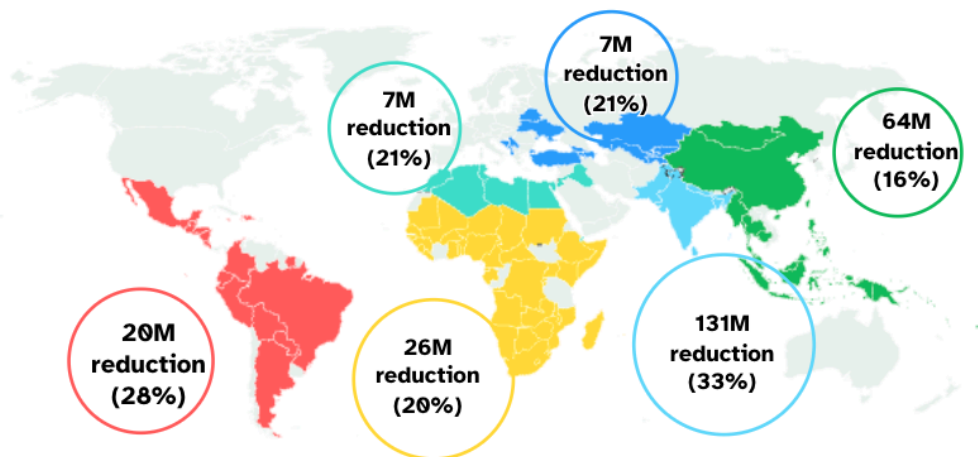 7M
reduction
(21%)
7M
reduction
(21%)
64M
reduction
(16%)
20M
reduction
(28%)
26M
reduction
(20%)
131M
reduction
(33%)